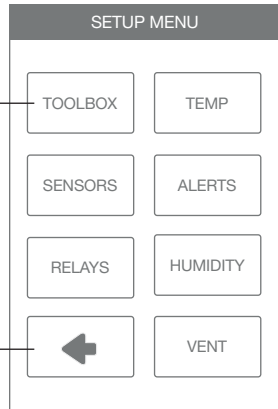 SETUP MENU
TOOLBOX TEMP
SENSORS ALERTS
RELAYS HUMIDITY
VENT